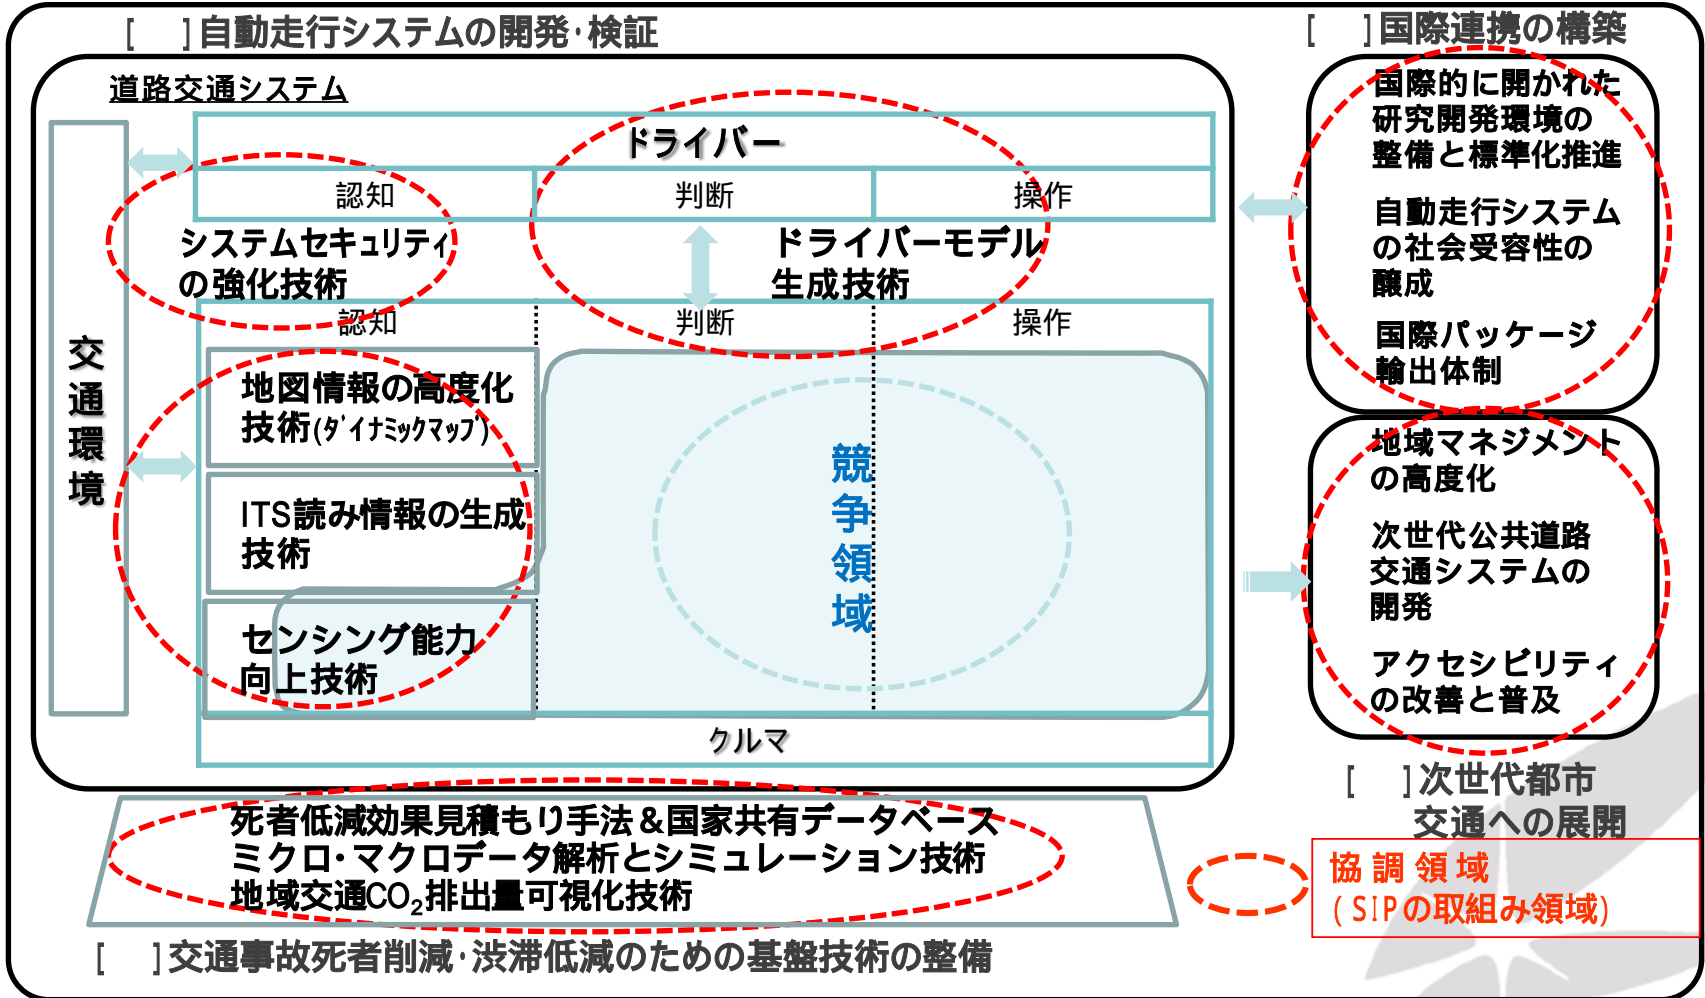 [　]自動走行システムの開発・検証
道路交通システム
交通環境
ドライバー
認知
判断
操作
システムセキュリティ
の強化技術
ドライバーモデル
生成技術
認知
判断
操作
地図情報の高度化
技術(ダイナミックマップ)
ITS読み情報の生成
技術
センシング能力
向上技術
競争領域
クルマ
死者低減効果見積もり手法＆国家共有データベース
ミクロ・マクロデータ解析とシミュレーション技術
地域交通CO₂排出量可視化技術
[　]交通事故死者削減・渋滞低減のための基盤技術の整備
[　]国際連携の構築
国際的に開かれた
研究開発環境の
整備と標準化推進
自動走行システム
の社会受容性の
醸成
国際パッケージ
輸出体制
地域マネジメント
の高度化
次世代公共道路
交通システムの
開発
アクセシビリティ
の改善と普及
[　]次世代都市
交通への展開
協調領域
(SIPの取組み領域)